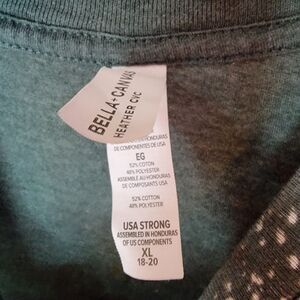 BELLA+CANVAS
HEATHER CVC
DE COMPONENTES DE USA
EG
52% COTON
48% POLYESTER
ASSEMBLÉ AU HONDURAS
DE COMPOSANTS USA
52% COTTON
48% POLYESTER
USA STRONG
ASSEMBLED IN HONDURAS
OF US COMPONENTS
XL
18-20